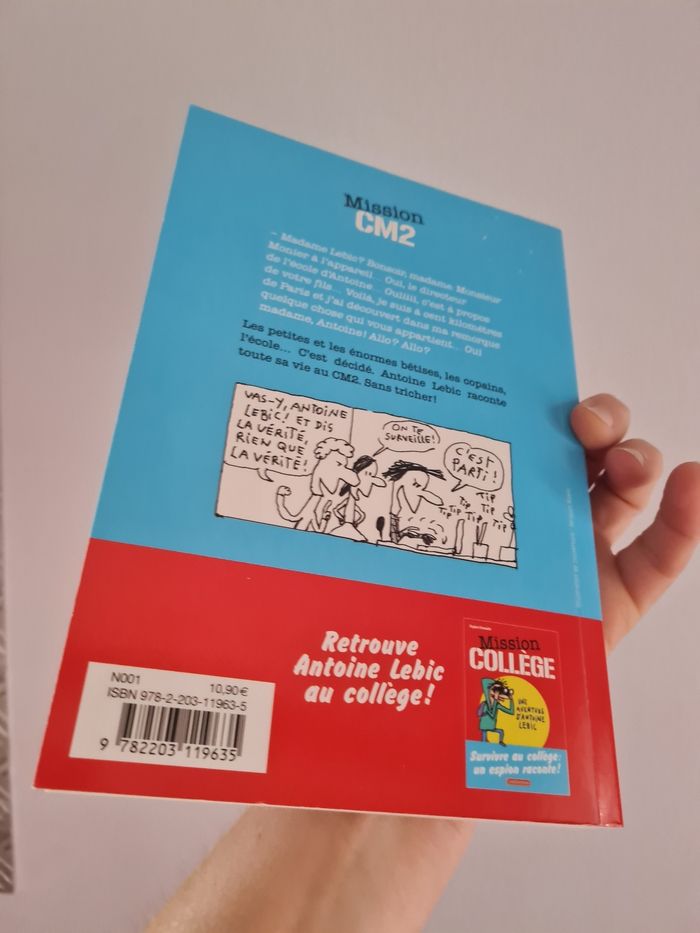 Mission
CM2
– Madame Lebic? Bonsoir, madame. Monsieur
Monier à l'appareil... Oui, le directeur
de l'école d'Antoine... Ouiiii, c'est à propos
de votre fils... Voilà, je suis à cent kilomètres
de Paris et j'ai découvert dans ma remorque
quelque chose qui vous appartient... Oui
madame, Antoine! Allo? Allo?
Les petites et les énormes bêtises, les copains,
l'école... C'est décidé. Antoine Lebic raconte
toute sa vie au CM2. Sans tricher!
VAS-Y, ANTOINE
LEBIC! ET DIS
LA VÉRITÉ,
RIEN QUE
LA VÉRITÉ!
ON TE
SURVEILLE!
C'EST
PARTI!
TIP
TIP TIP
TIP TIP TIP TIP
Retrouve
Antoine Lebic
au collège!
Mission
COLLÈGE
UNE
AVENTURE
D'ANTOINE
LEBIC
Survivre au collège:
un espion raconte!
N001 10,90€
ISBN 978-2-203-11963-5
9 782203 119635